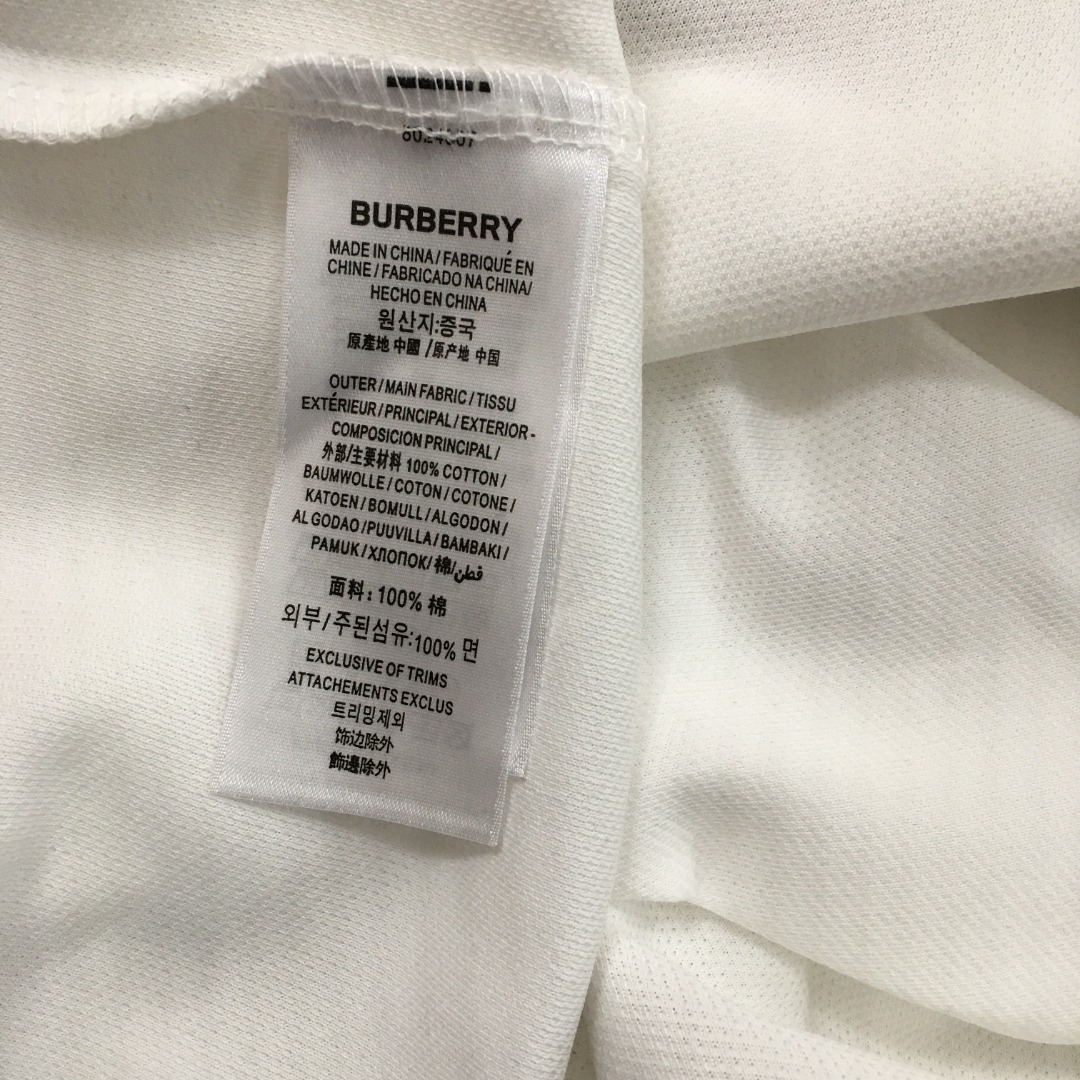 BURBERRY
MADE IN CHINA / FABRIQUÉ EN
CHINE / FABRICADO NA CHINA/
HECHO EN CHINA
원산지:중국
原產地 中國 /原产地 中国
OUTER / MAIN FABRIC / TISSU
EXTÉRIEUR / PRINCIPAL / EXTERIOR-
COMPOSICION PRINCIPAL /
外部/主要材料 100% COTTON /
BAUMWOLLE / COTON / COTONE /
KATOEN / BOMULL / ALGODON /
ALGODAO / PUUVILLA / BAMBAKI /
PAMUK / ХЛОПОК/ 棉/قطن
面料: 100% 棉
외부/주된섬유:100% 면
EXCLUSIVE OF TRIMS
ATTACHEMENTS EXCLUS
트리밍제외
饰边除外
飾邊除外